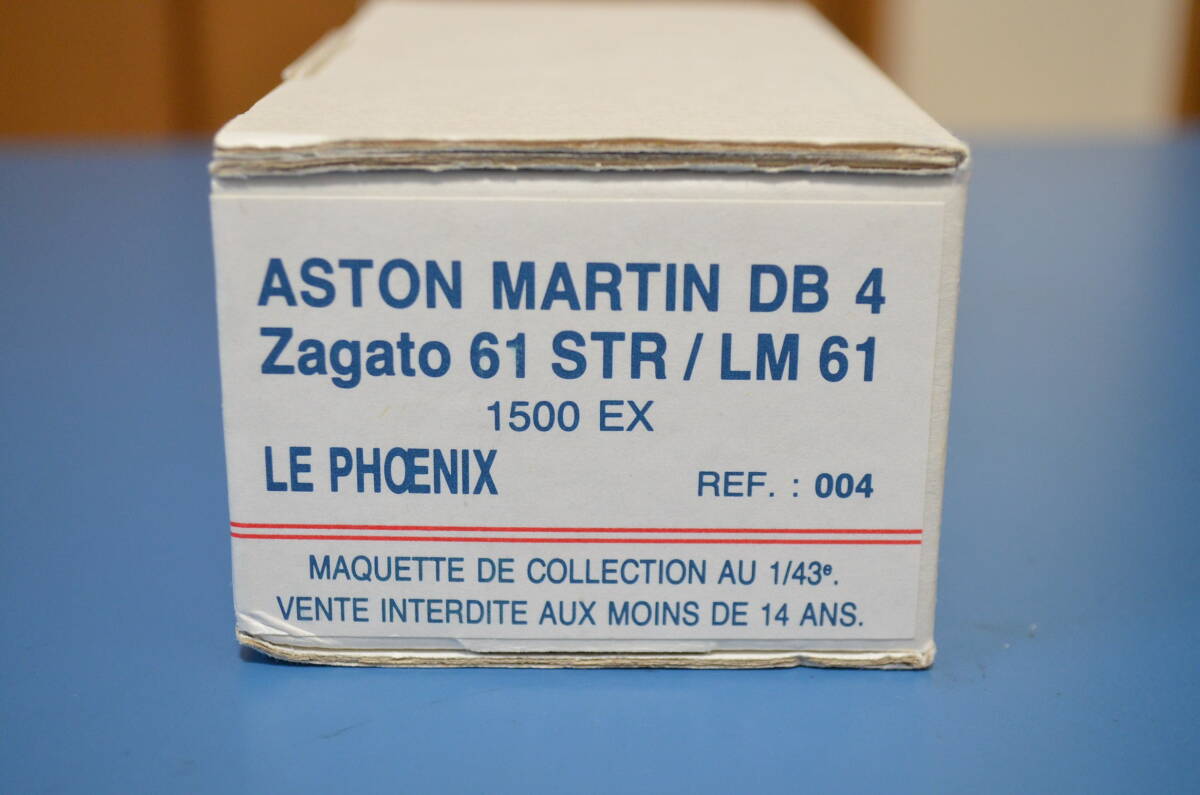 ASTON MARTIN DB 4
Zagato 61 STR / LM 61
1500 EX
LE PHŒNIX REF. : 004
MAQUETTE DE COLLECTION AU 1/43e.
VENTE INTERDITE AUX MOINS DE 14 ANS.